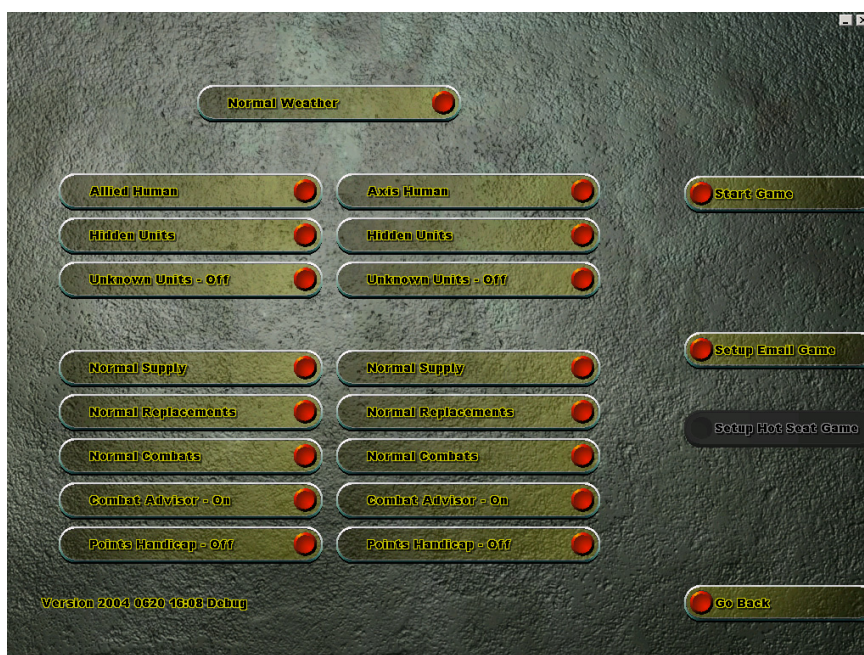 Normal Weather
Allied Human
Axis Human
Start Game
Hidden Units
Hidden Units
Unknown Units - Off
Unknown Units - Off
Setup Email Game
Normal Supply
Normal Supply
Normal Replacements
Normal Replacements
Setup Hot Seat Game
Normal Combats
Normal Combats
Combat Advisor - On
Combat Advisor - On
Points Handicap - Off
Points Handicap - Off
Version 2004 0620 16:08 Debug
Go Back